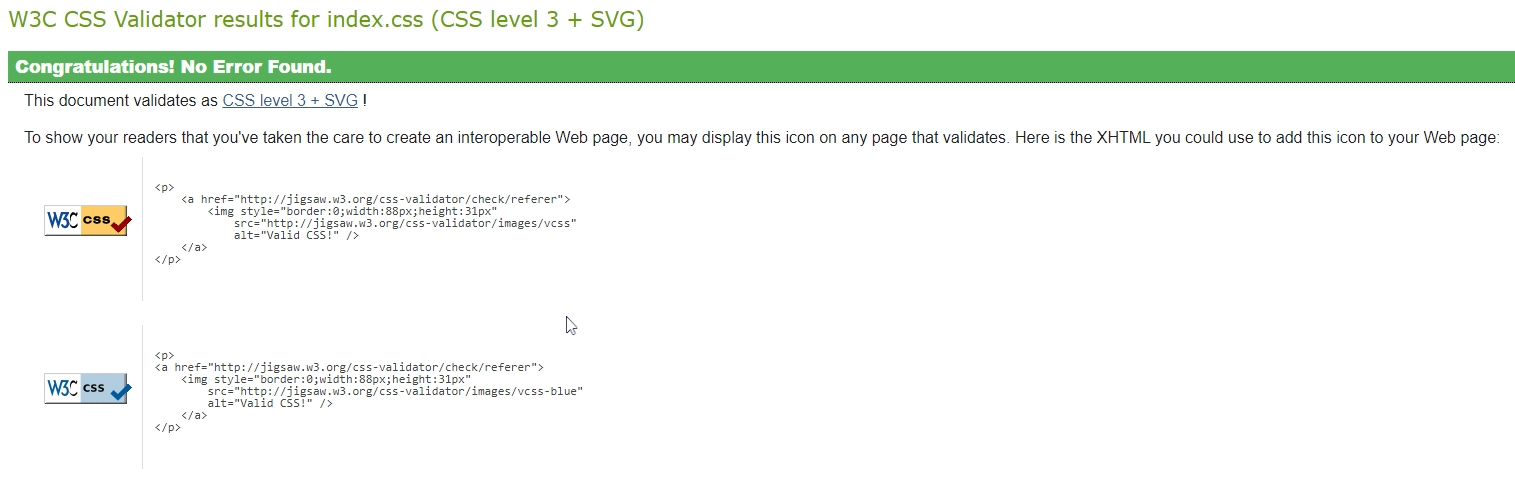 W3C CSS Validator results for index.css (CSS level 3 + SVG)
Congratulations! No Error Found.
This document validates as CSS level 3 + SVG !
To show your readers that you've taken the care to create an interoperable Web page, you may display this icon on any page that validates. Here is the XHTML you could use to add this icon to your Web page:
W3C css
<p>
<a href="http://jigsaw.w3.org/css-validator/check/referer">
<img style="border:0;width:88px;height:31px"
src="http://jigsaw.w3.org/css-validator/images/vcss"
alt="Valid CSS!" />
</a>
</p>
W3C css
<p>
<a href="http://jigsaw.w3.org/css-validator/check/referer">
<img style="border:0;width:88px;height:31px"
src="http://jigsaw.w3.org/css-validator/images/vcss-blue"
alt="Valid CSS!" />
</a>
</p>